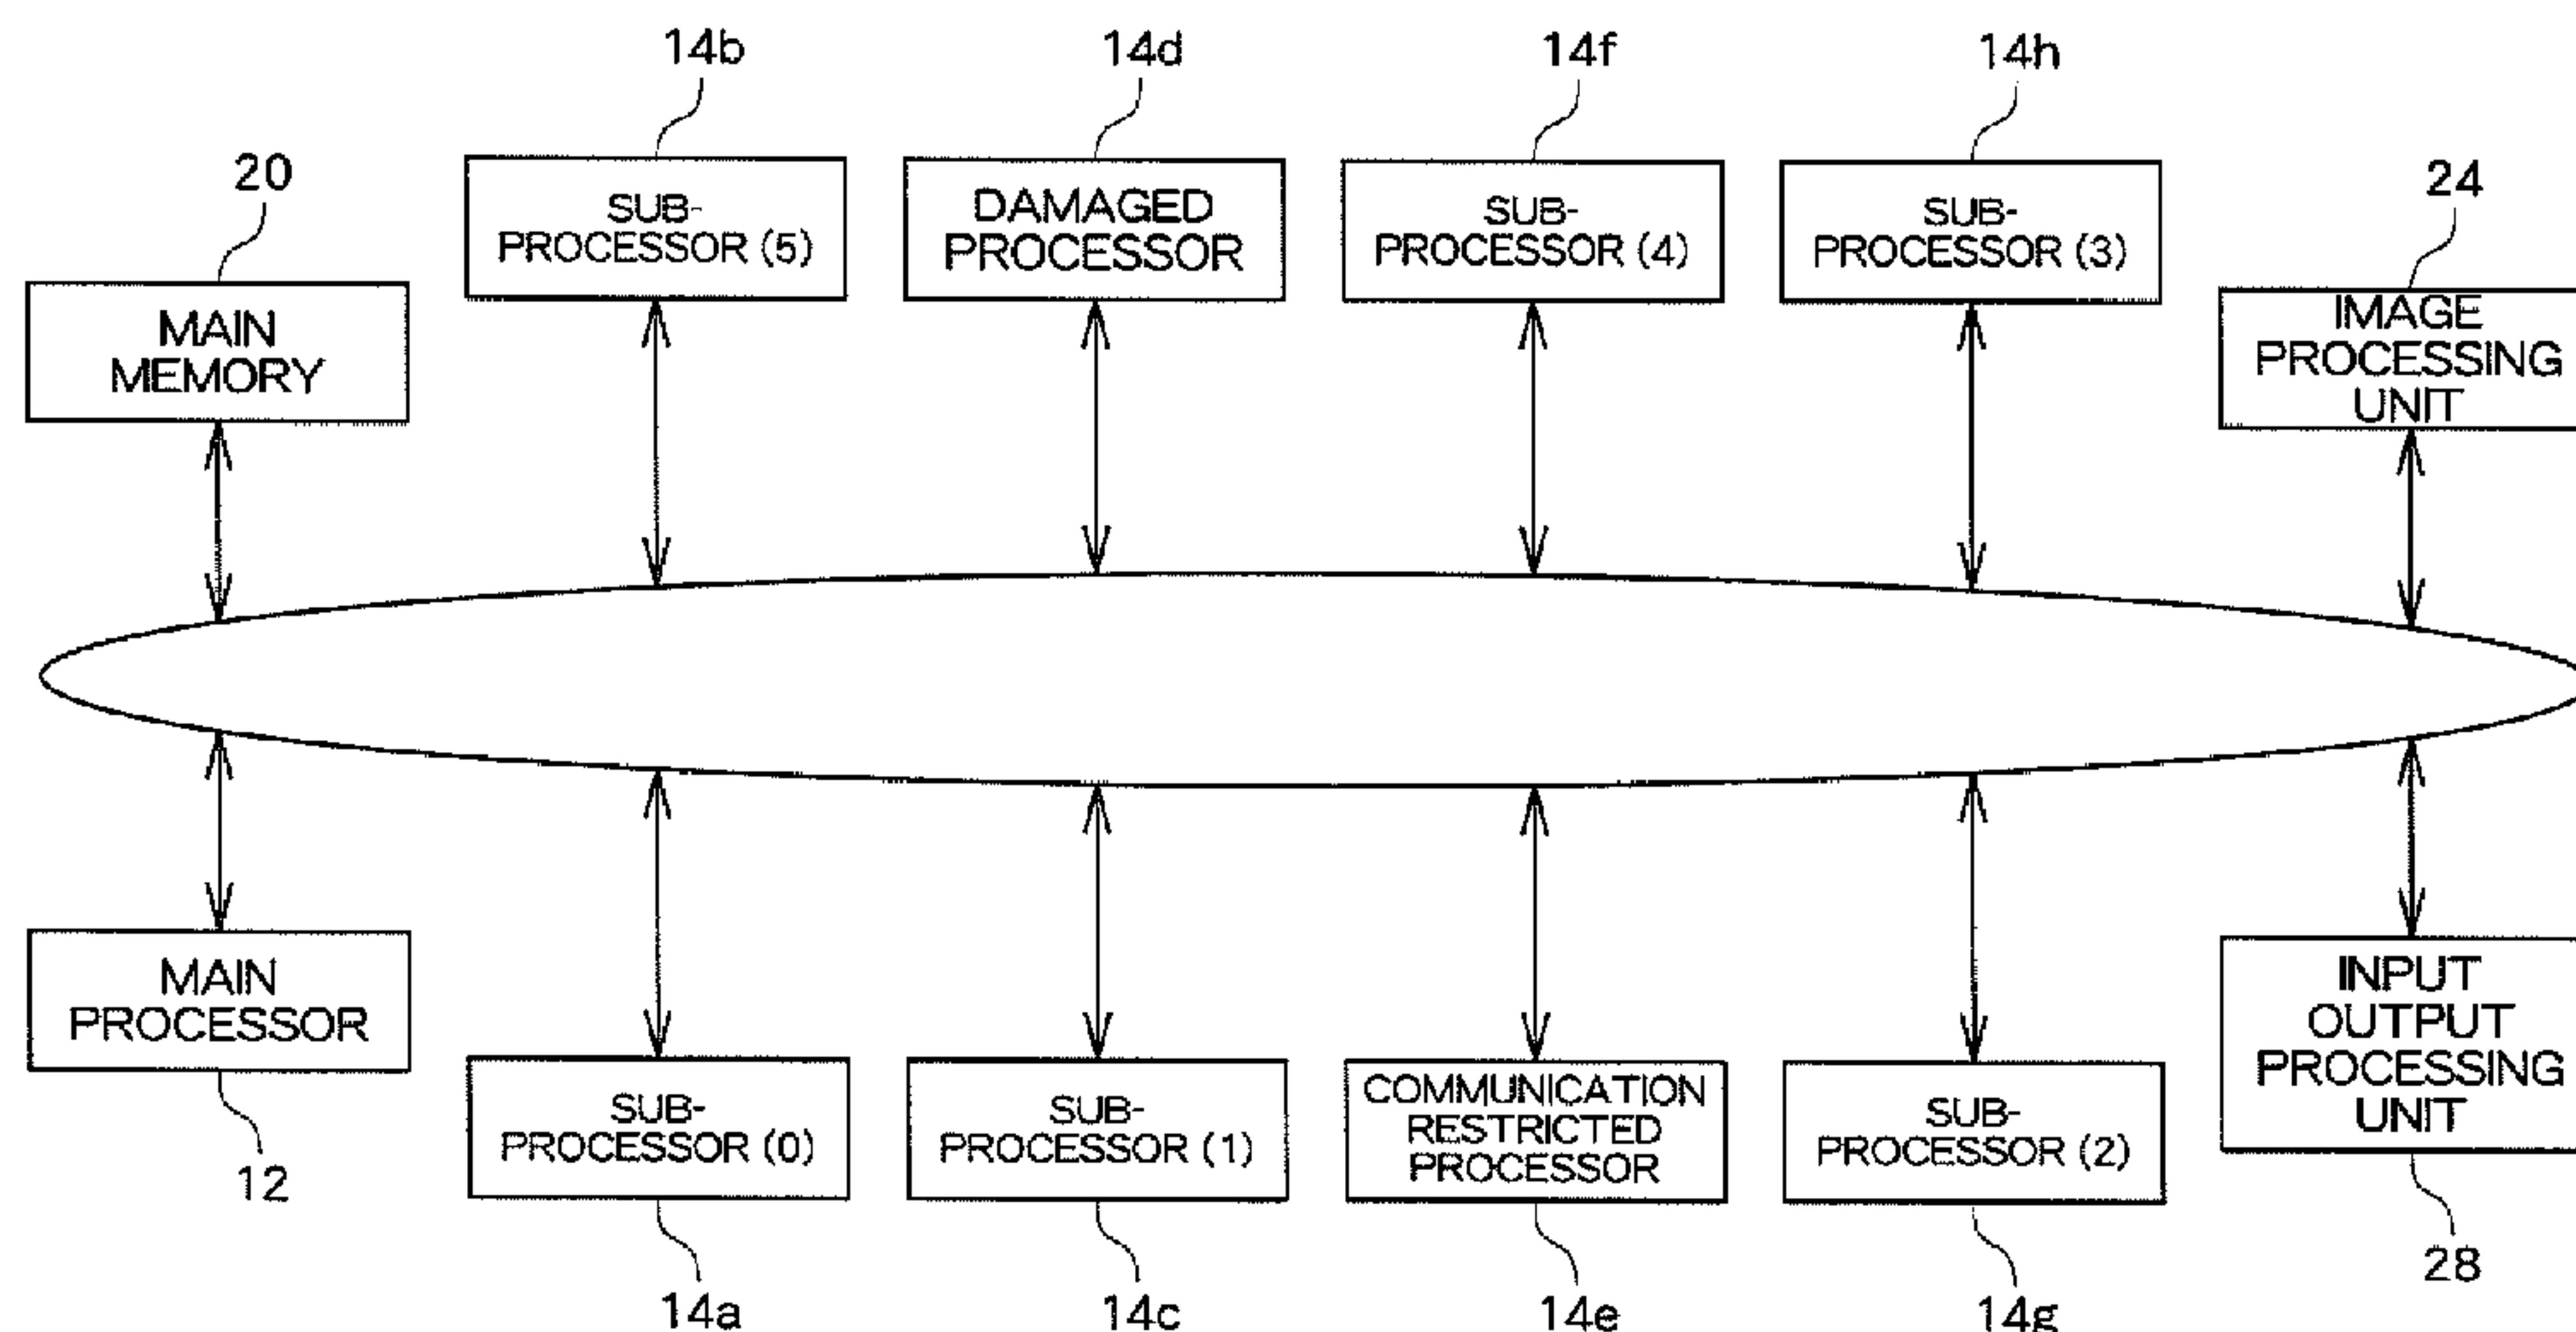 14b
14d
14f
14h
20
24
SUB-
PROCESSOR (5)
DAMAGED
PROCESSOR
SUB-
PROCESSOR (4)
SUB-
PROCESSOR (3)
MAIN
MEMORY
IMAGE
PROCESSING
UNIT
MAIN
PROCESSOR
SUB-
PROCESSOR (0)
SUB-
PROCESSOR (1)
COMMUNICATION
RESTRICTED
PROCESSOR
SUB-
PROCESSOR (2)
INPUT
OUTPUT
PROCESSING
UNIT
12
28
14a
14c
14e
14g